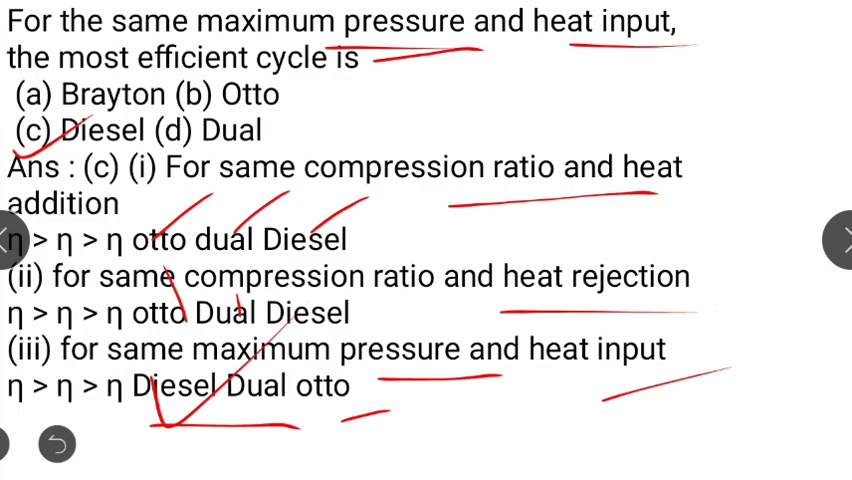 For the same maximum pressure and heat input,
the most efficient cycle is
(a) Brayton (b) Otto
(c) Diesel (d) Dual
Ans : (c) (i) For same compression ratio and heat
addition
η > η > η otto dual Diesel
(ii) for same compression ratio and heat rejection
η > η > η otto Dual Diesel
(iii) for same maximum pressure and heat input
η > η > η Diesel Dual otto